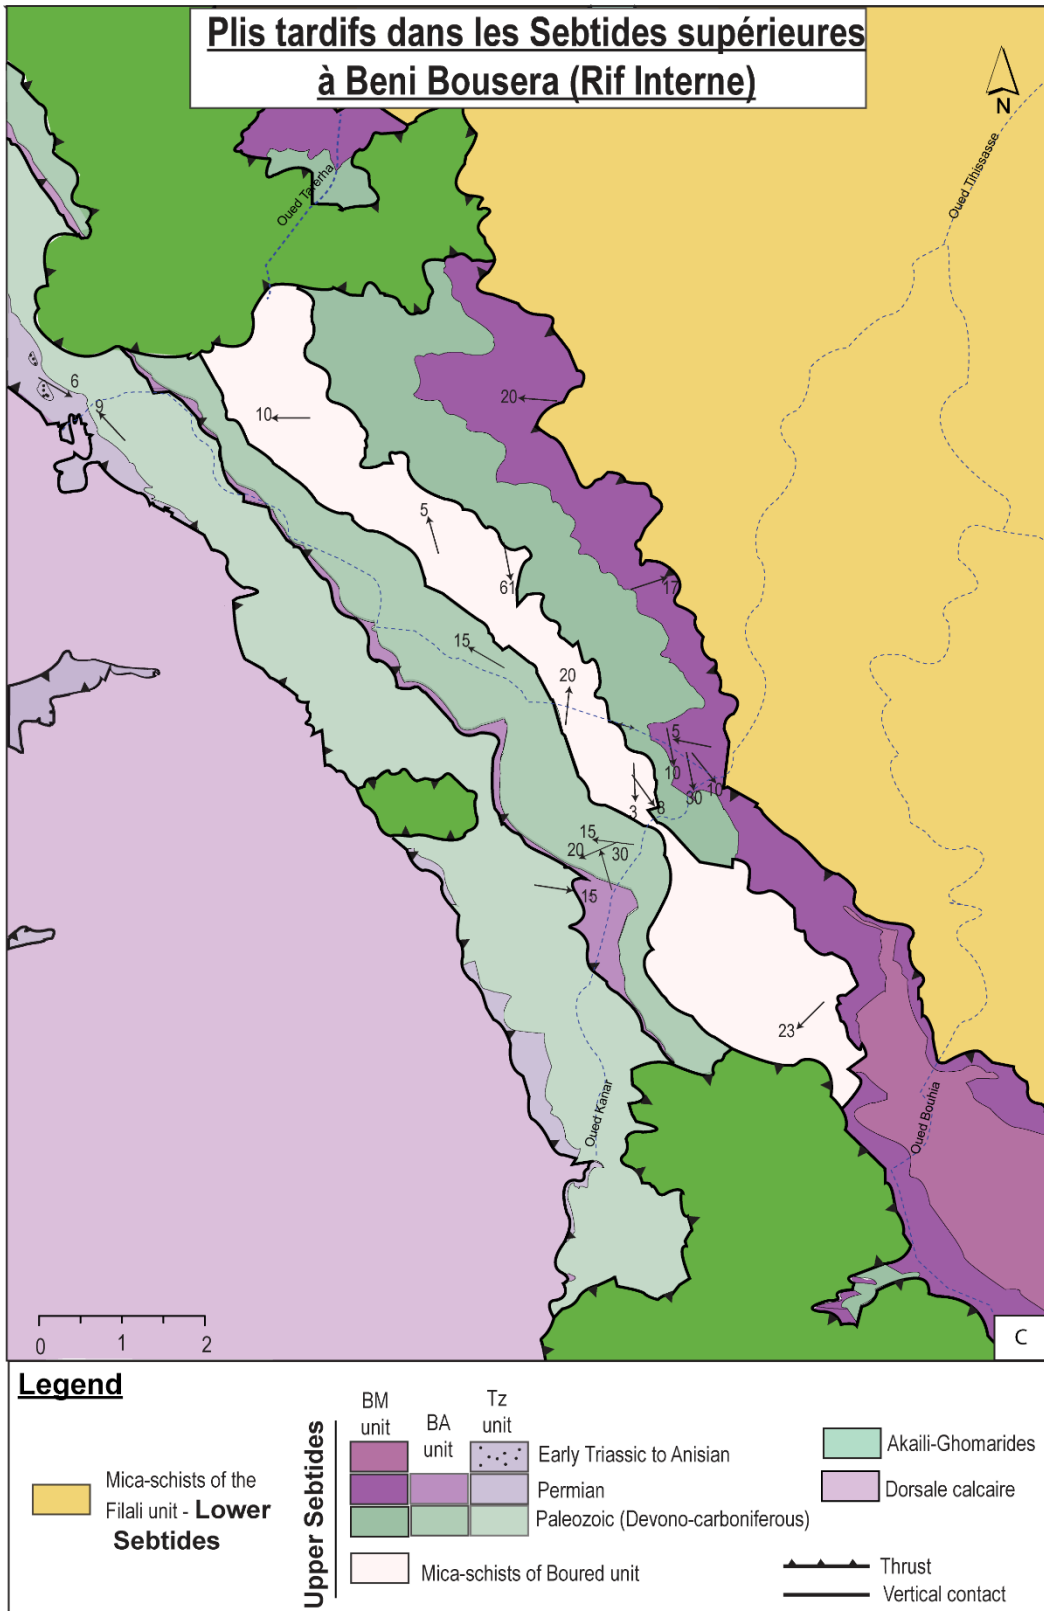 Plis tardifs dans les Sebtides supérieures
à Beni Bousera (Rif Interne)
N
Oued Tihissasse
Oued Taferha
6
9
10
20
5
61
17
15
20
5
10
30
10
3
8
15
20
30
15
23
Oued Kanar
Oued Bouhia
0 1 2
C
Legend
Mica-schists of the
Filali unit - Lower
Sebtides
Upper Sebtides
BM
unit
BA
unit
Tz
unit
Early Triassic to Anisian
Permian
Paleozoic (Devono-carboniferous)
Mica-schists of Boured unit
Akaili-Ghomarides
Dorsale calcaire
Thrust
Vertical contact